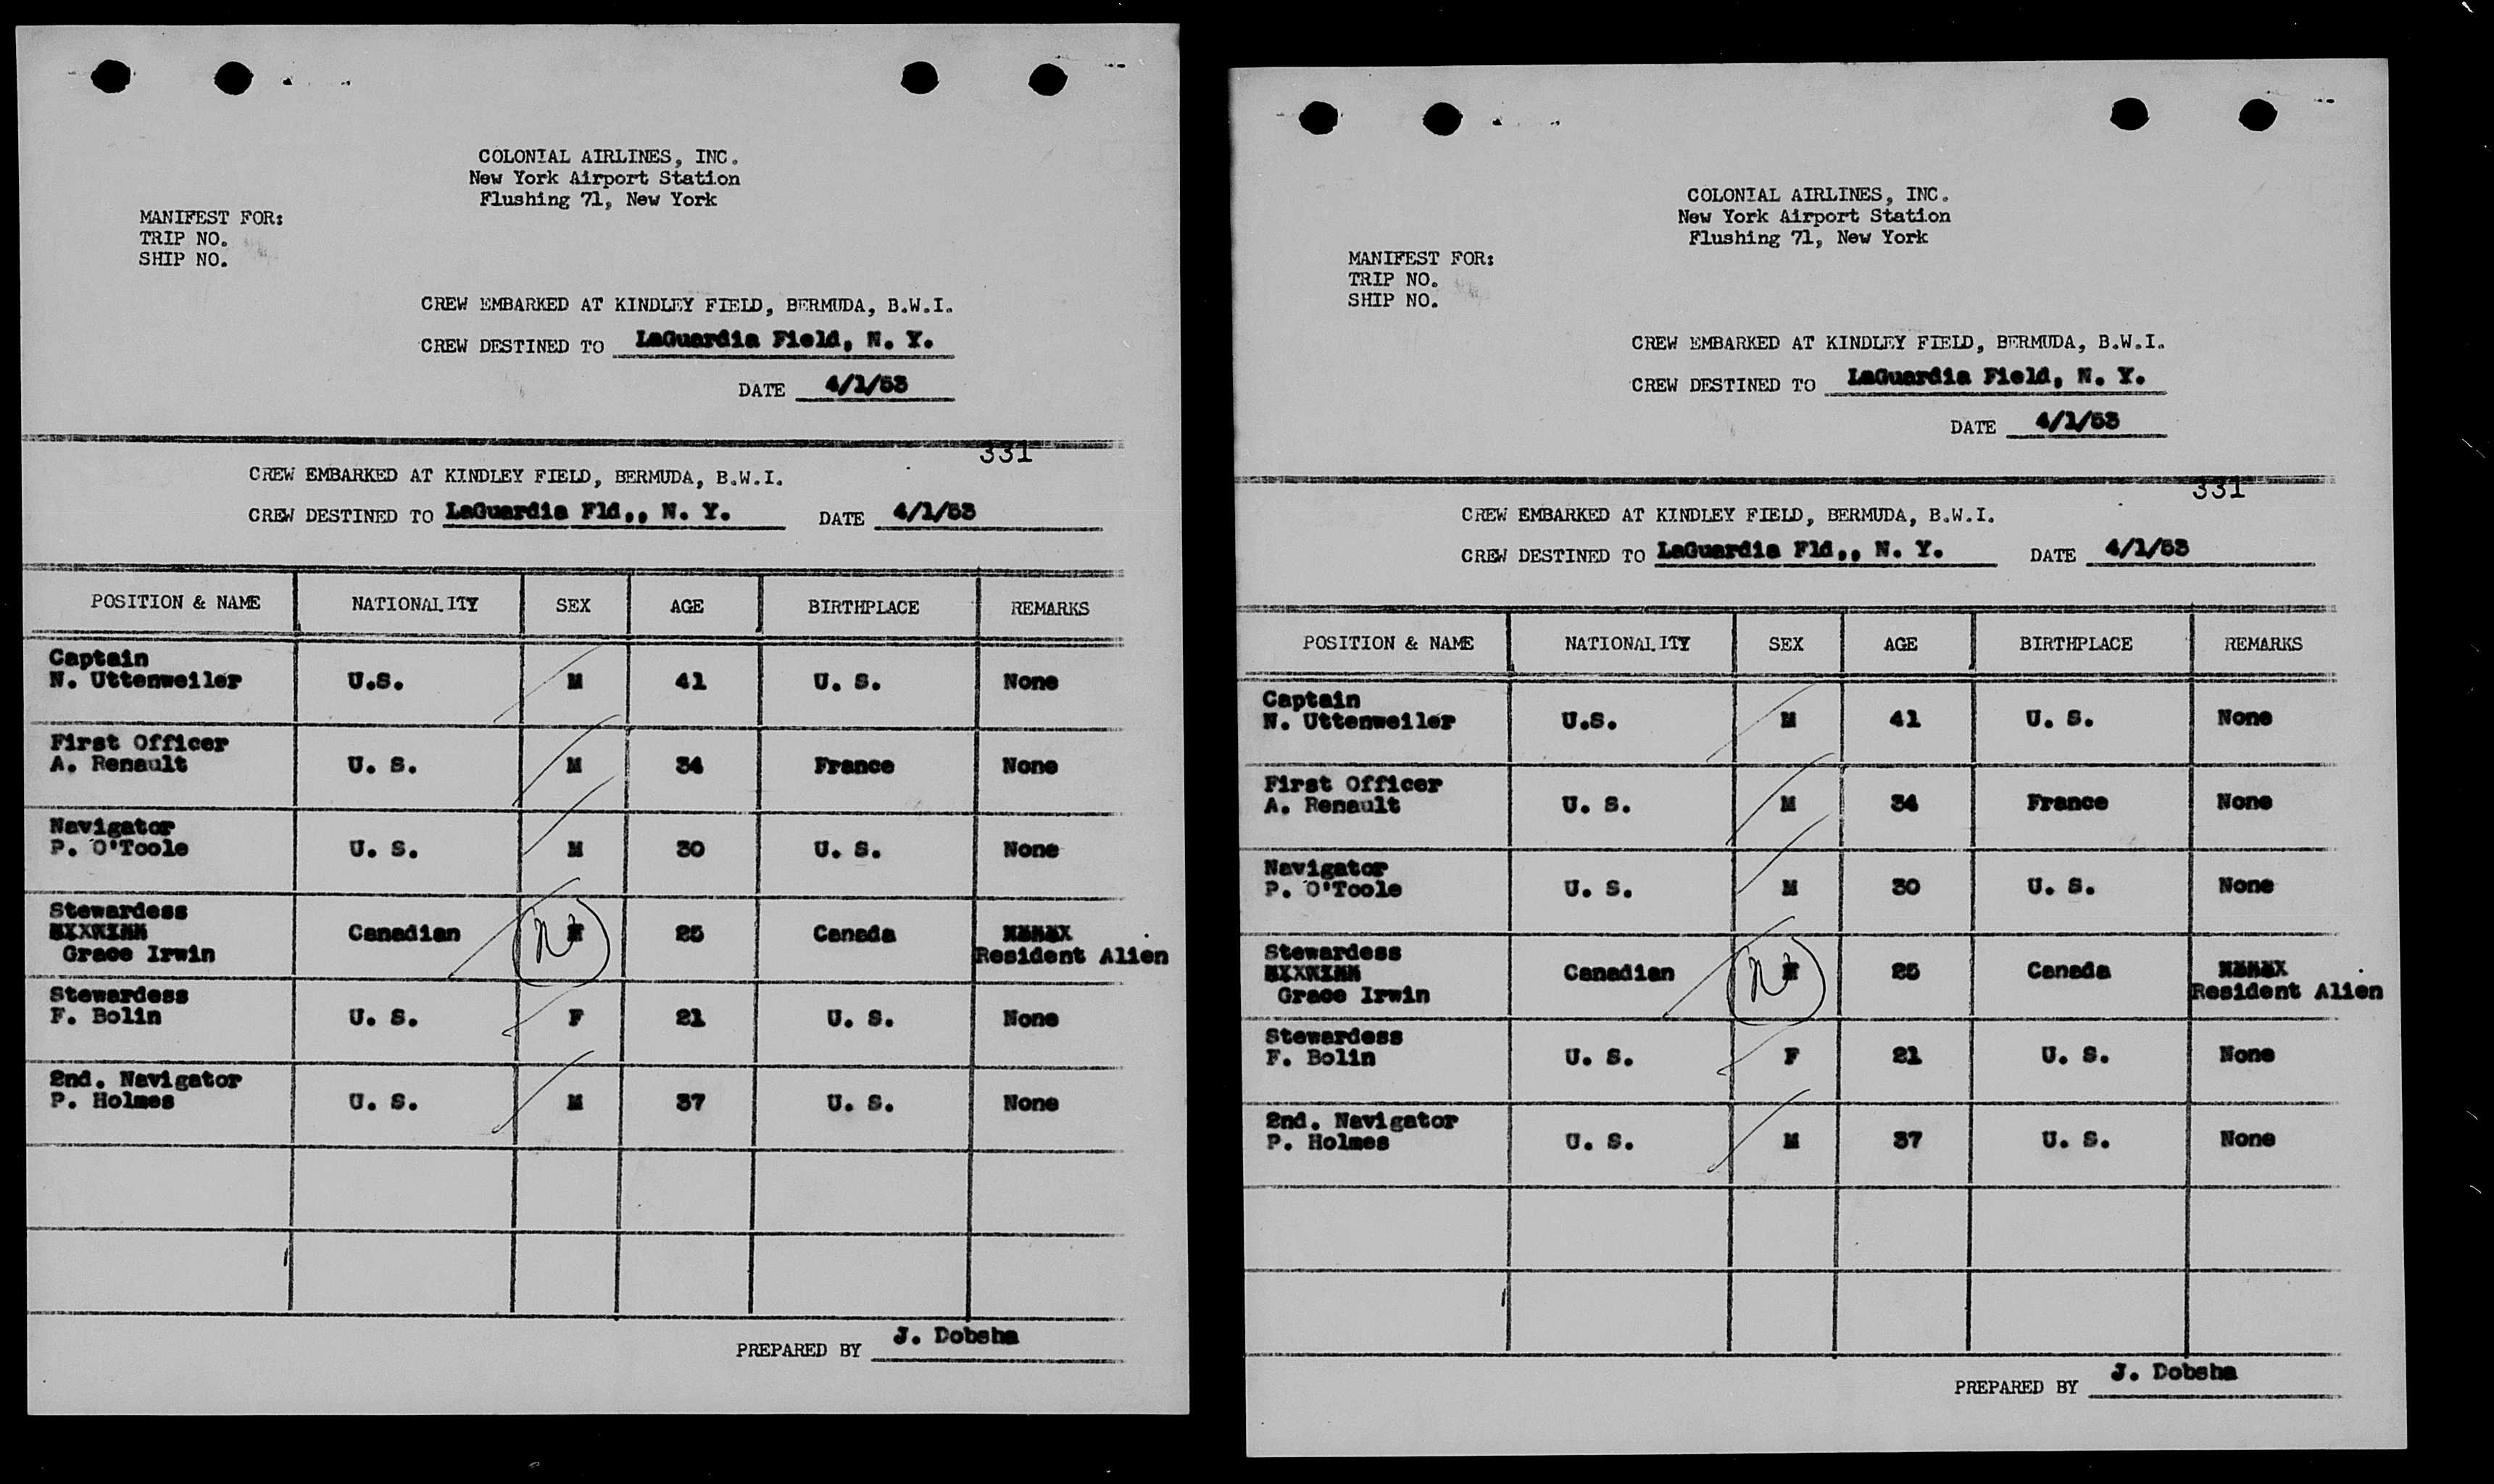 COLONIAL AIRLINES, INC.
New York Airport Station
Flushing 71, New York
MANIFEST FOR:
TRIP NO.
SHIP NO.
CREW EMBARKED AT KINDLEY FIELD, BERMUDA, B.W.I.
CREW DESTINED TO LaGuardia Field, N. Y.
DATE 4/1/53
331
CREW EMBARKED AT KINDLEY FIELD, BERMUDA, B.W.I.
CREW DESTINED TO LaGuardia Fld,, N. Y. DATE 4/1/53
POSITION & NAME NATIONALITY SEX AGE BIRTHPLACE REMARKS
Captain
N. Uttenweiler U.S. M 41 U. S. None
First Officer
A. Renault U. S. M 34 France None
Navigator
P. O'Toole U. S. M 30 U. S. None
Stewardess
Canadian F 25 Canada
Grace Irwin Resident Alien
Stewardess
F. Bolin U. S. F 21 U. S. None
2nd. Navigator
P. Holmes U. S. M 37 U. S. None
PREPARED BY J. Dobsha
COLONIAL AIRLINES, INC.
New York Airport Station
Flushing 71, New York
MANIFEST FOR:
TRIP NO.
SHIP NO.
CREW EMBARKED AT KINDLEY FIELD, BERMUDA, B.W.I.
CREW DESTINED TO LaGuardia Field, N. Y.
DATE 4/1/53
331
CREW EMBARKED AT KINDLEY FIELD, BERMUDA, B.W.I.
CREW DESTINED TO LaGuardia Fld,, N. Y. DATE 4/1/53
POSITION & NAME NATIONALITY SEX AGE BIRTHPLACE REMARKS
Captain
N. Uttenweiler U.S. M 41 U. S. None
First Officer
A. Renault U. S. M 34 France None
Navigator
P. O'Toole U. S. M 30 U. S. None
Stewardess
Canadian F 25 Canada
Grace Irwin Resident Alien
Stewardess
F. Bolin U. S. F 21 U. S. None
2nd. Navigator
P. Holmes U. S. M 37 U. S. None
PREPARED BY J. Dobsha